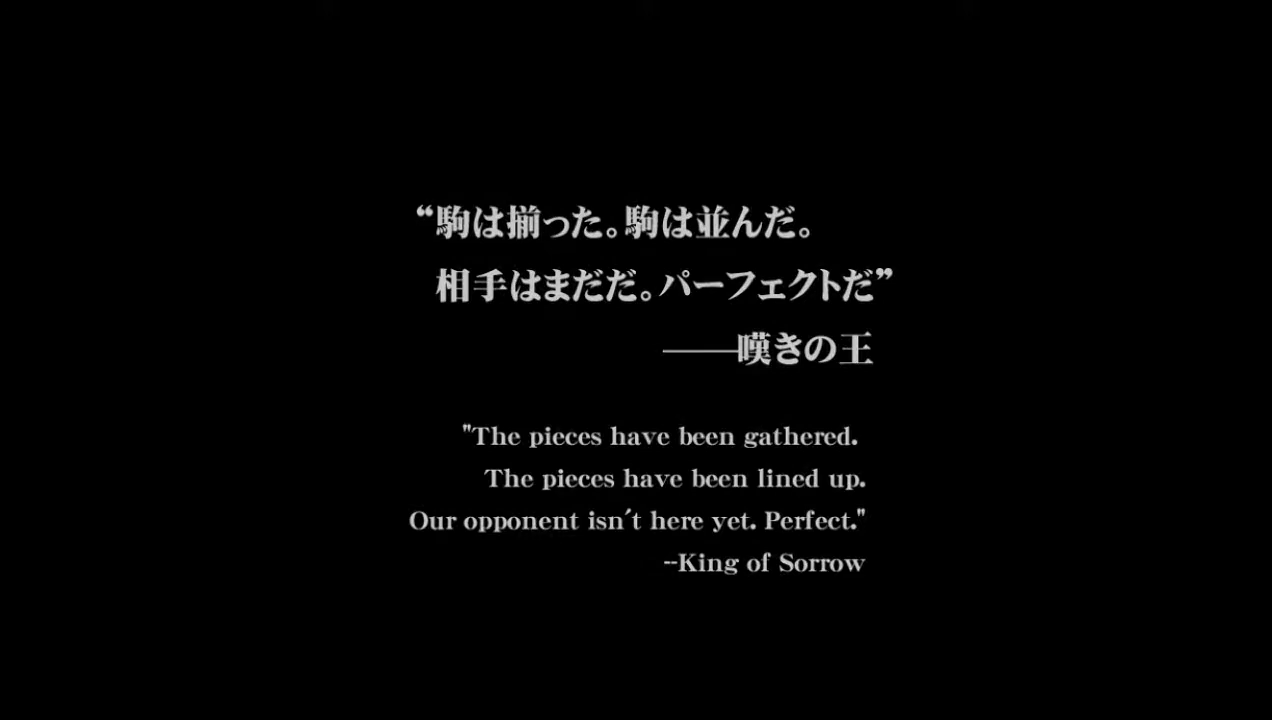 “駒は揃った。駒は並んだ。
相手はまだだ。パーフェクトだ”
――嘆きの王
"The pieces have been gathered.
The pieces have been lined up.
Our opponent isn't here yet. Perfect."
--King of Sorrow